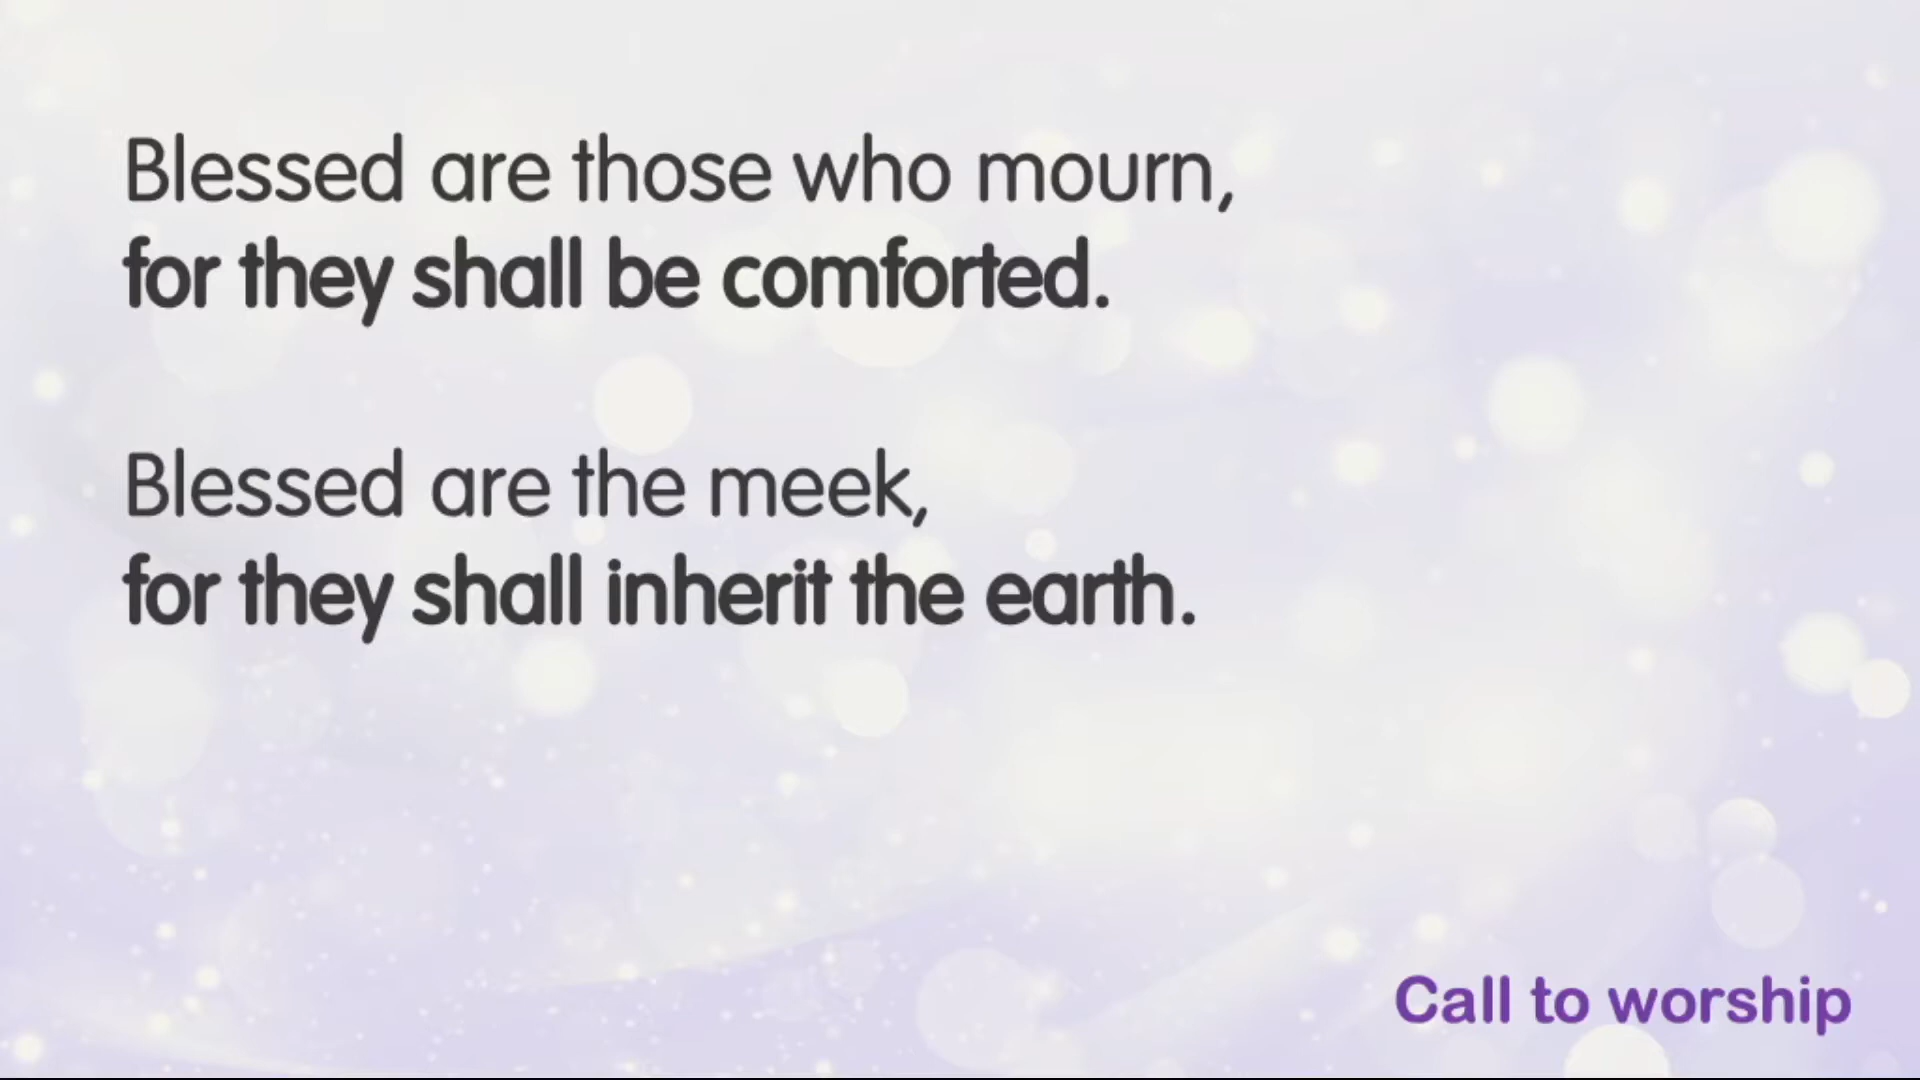 Blessed are those who mourn,
for they shall be comforted.
Blessed are the meek,
for they shall inherit the earth.
Call to worship